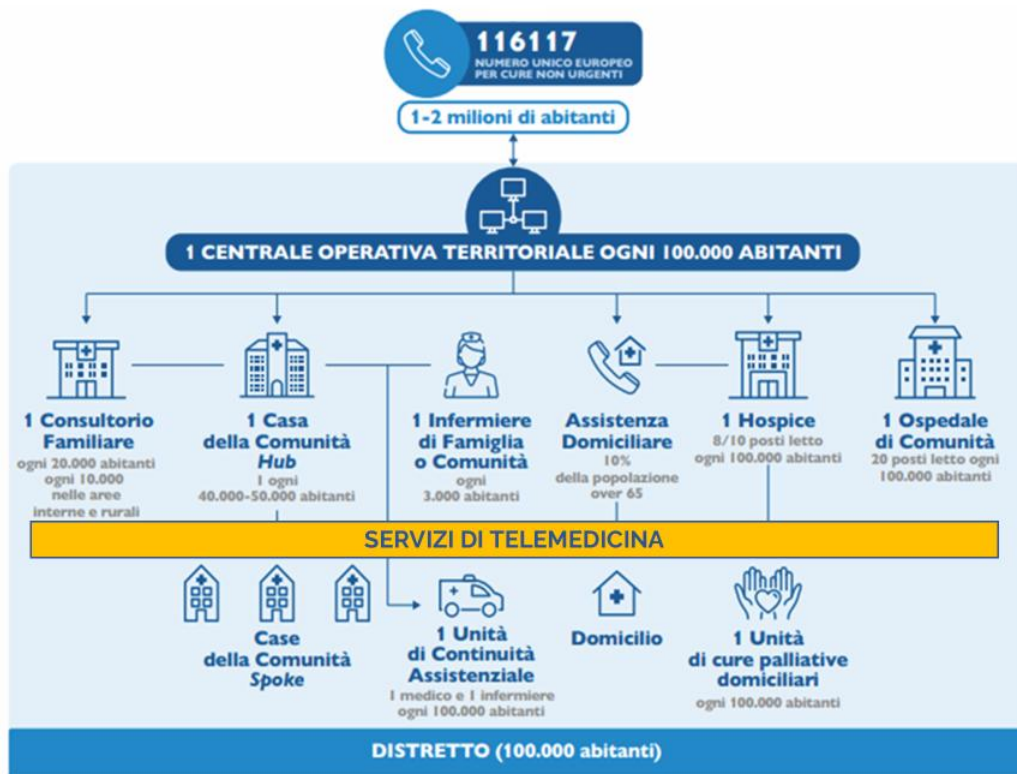 116117
NUMERO UNICO EUROPEO
PER CURE NON URGENTI
1-2 milioni di abitanti
1 CENTRALE OPERATIVA TERRITORIALE OGNI 100.000 ABITANTI
1 Consultorio
Familiare
ogni 20.000 abitanti
ogni 10.000
nelle aree
interne e rurali
1 Casa
della Comunità
Hub
1 ogni
40.000-50.000 abitanti
1 Infermiere
di Famiglia
o Comunità
ogni
3.000 abitanti
Assistenza
Domiciliare
10%
della popolazione
over 65
1 Hospice
8/10 posti letto
ogni 100.000 abitanti
1 Ospedale
di Comunità
20 posti letto ogni
100.000 abitanti
SERVIZI DI TELEMEDICINA
Case
della Comunità
Spoke
1 Unità
di Continuità
Assistenziale
1 medico e 1 infermiere
ogni 100.000 abitanti
Domicilio
1 Unità
di cure palliative
domiciliari
ogni 100.000 abitanti
DISTRETTO (100.000 abitanti)